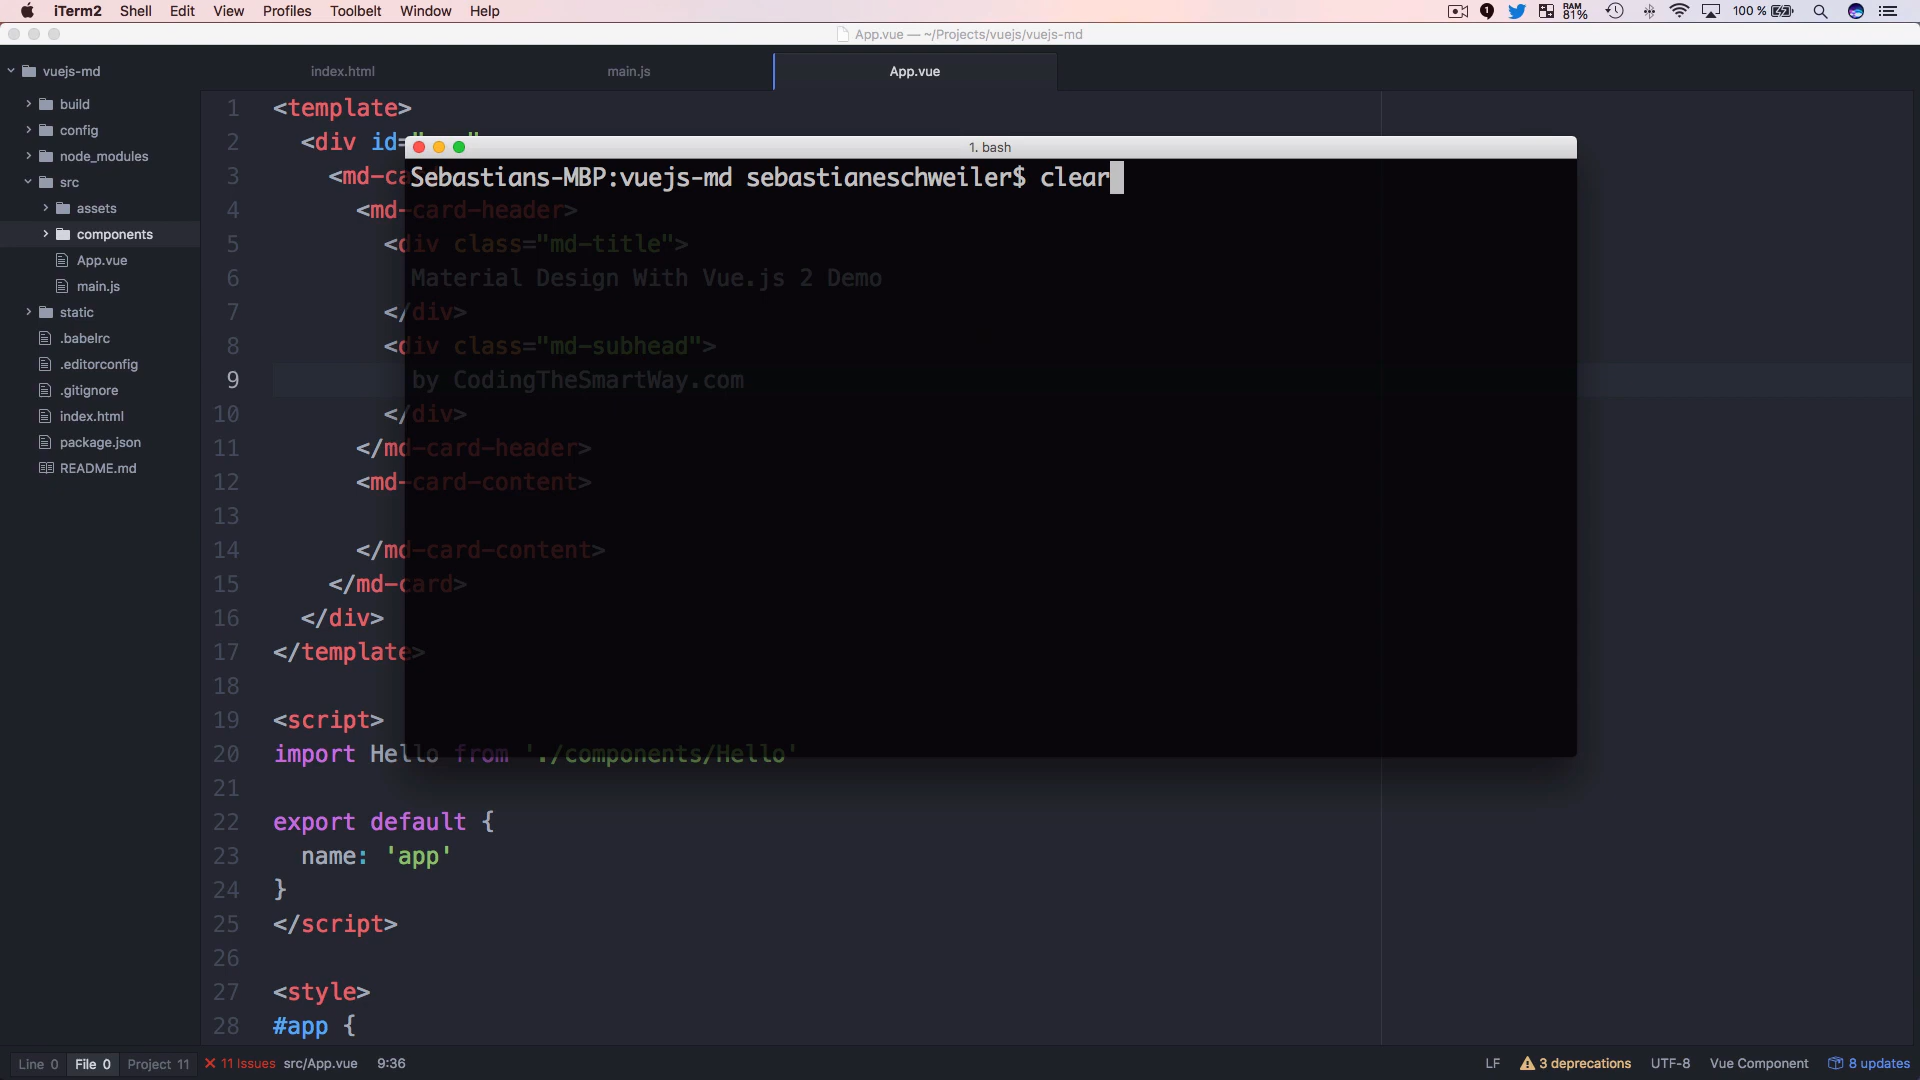 iTerm2 Shell Edit View Profiles Toolbelt Window Help 1 RAM 81% 100 %
App.vue — ~/Projects/vuejs/vuejs-md
vuejs-md
build
config
node_modules
src
assets
components
App.vue
main.js
static
.babelrc
.editorconfig
.gitignore
index.html
package.json
README.md
index.html main.js App.vue
1 <template>
2 <div id=
3 <md-ca
4 <md-card-header>
5 <div class="md-title">
6 Material Design With Vue.js 2 Demo
7 </div>
8 <div class="md-subhead">
9 by CodingTheSmartWay.com
10 </div>
11 </md-card-header>
12 <md-card-content>
13
14 </md-card-content>
15 </md-card>
16 </div>
17 </template>
18
19 <script>
20 import Hello from './components/Hello'
21
22 export default {
23 name: 'app'
24 }
25 </script>
26
27 <style>
28 #app {
1. bash
Sebastians-MBP:vuejs-md sebastianeschweiler$ clear
Line 0 File 0 Project 11 11 Issues src/App.vue 9:36 LF 3 deprecations UTF-8 Vue Component 8 updates